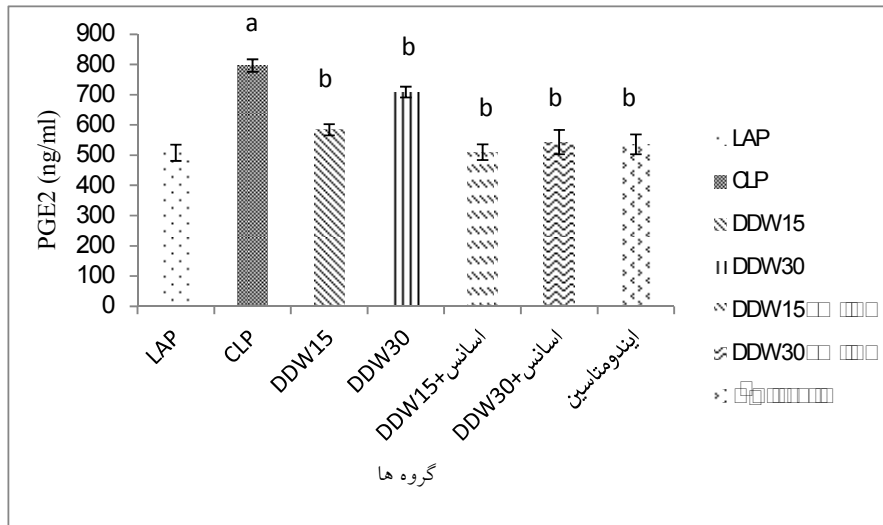 PGE2 (ng/ml)
900
800
700
600
500
400
300
200
100
0
a
b
b
b
b
b
LAP
CLP
DDW15
DDW30
DDW15+اسانس
DDW30+اسانس
ایندومتاسین
گروه ها
LAP
CLP
DDW15
DDW30
DDW15
DDW30